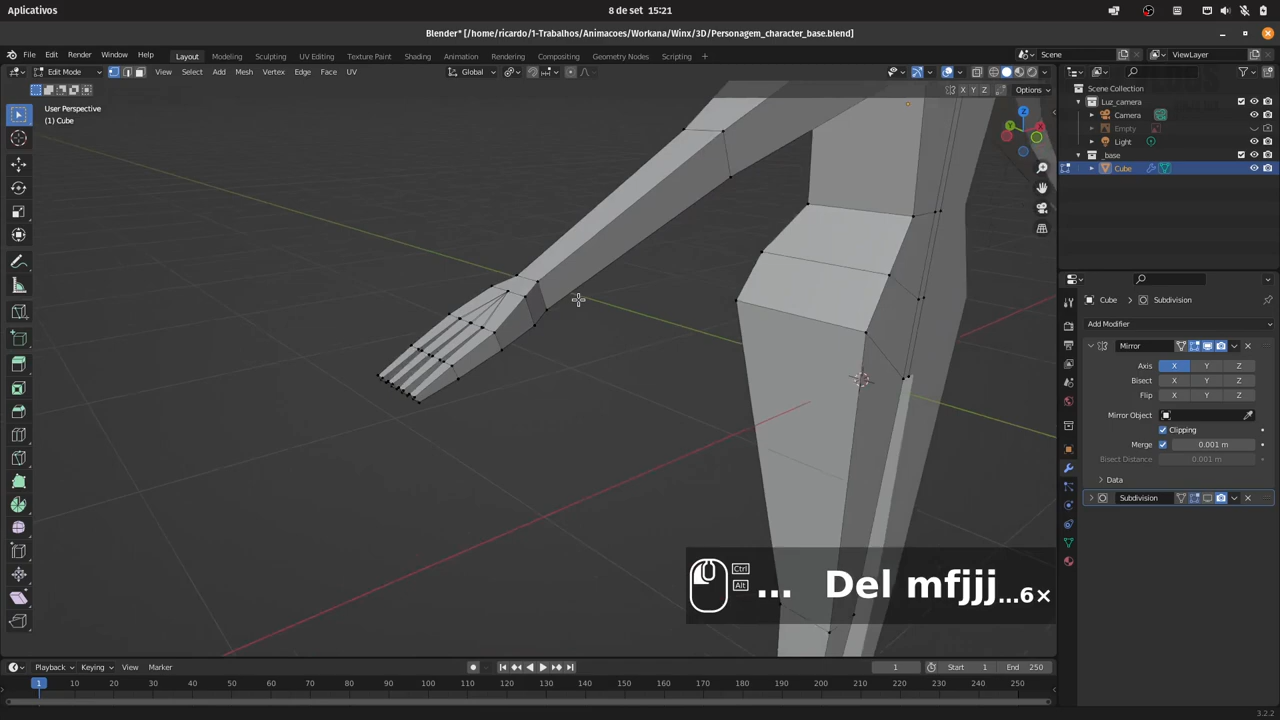 Aplicativos
8 de set 15:21
Blender* [/home/ricardo/1-Trabalhos/Animacoes/Workana/Winx/3D/Personagem_character_base.blend]
File Edit Render Window Help Layout Modeling Sculpting UV Editing Texture Paint Shading Animation Rendering Compositing Geometry Nodes Scripting Scene ViewLayer
Edit Mode View Select Add Mesh Vertex Edge Face UV Global
X Y Z Options
User Perspective
(1) Cube
Scene Collection
Luz_camera
Camera
Empty
Light
_base
Cube
Z
Y
X
Cube Subdivision
Add Modifier
Mirror
Axis X Y Z
Bisect X Y Z
Flip X Y Z
Mirror Object
Clipping
Merge 0.001 m
Bisect Distance 0.001 m
Data
Subdivision
Ctrl
Alt
... Del mfjjj...6×
Playback Keying View Marker 1 Start 1 End 250
1 10 20 30 40 50 60 70 80 90 100 110 120 130 140 150 160 170 180 190 200 210 220 230 240 250
3.2.2